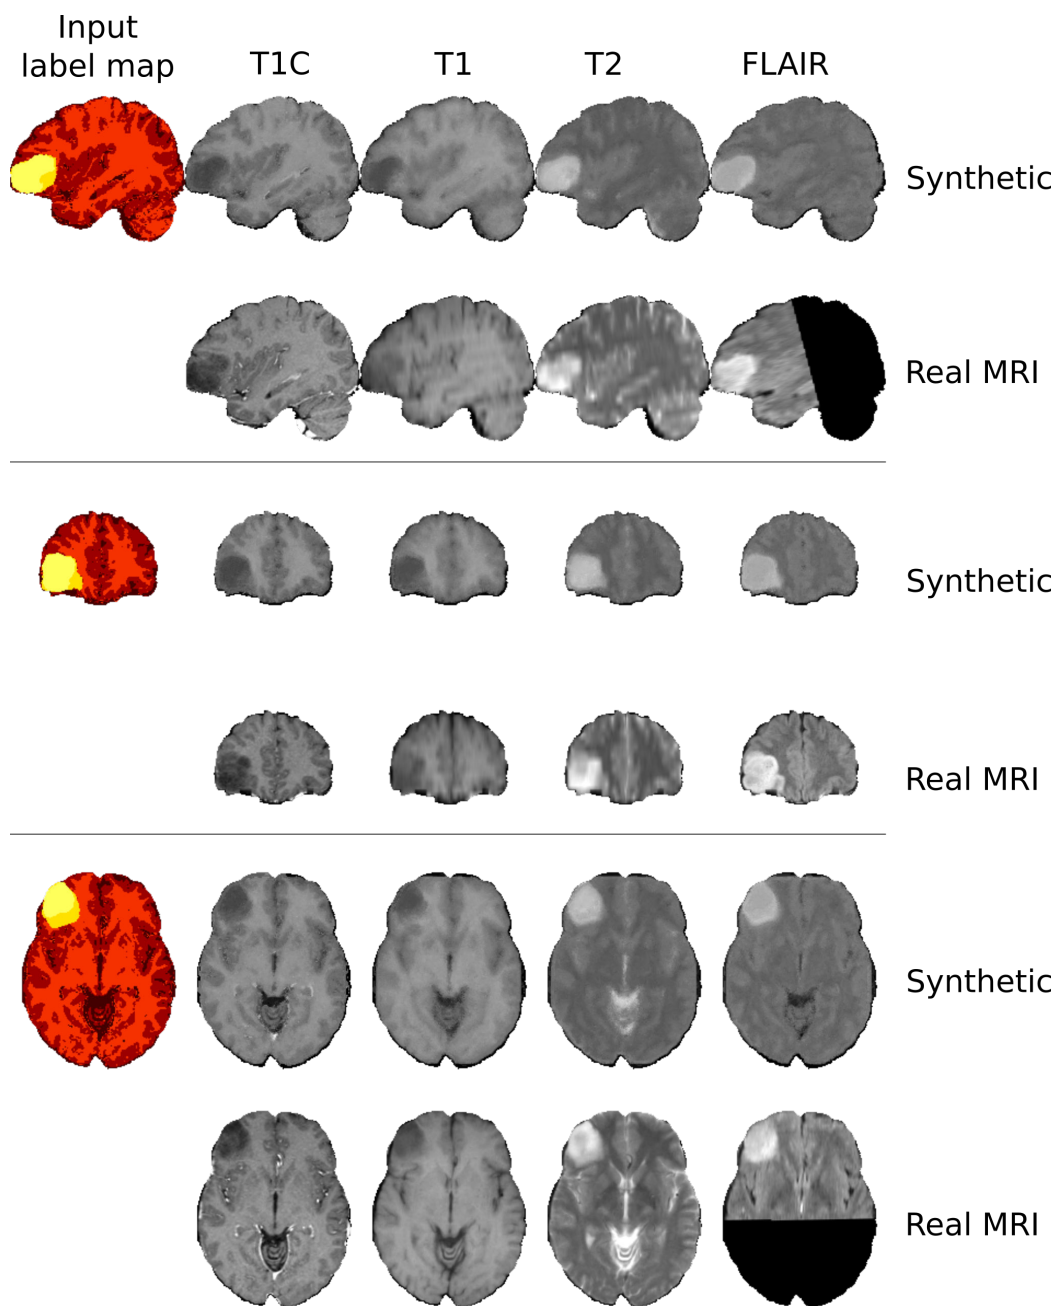 Input
label map
T1C
T1
T2
FLAIR
Synthetic
Real MRI
Synthetic
Real MRI
Synthetic
Real MRI